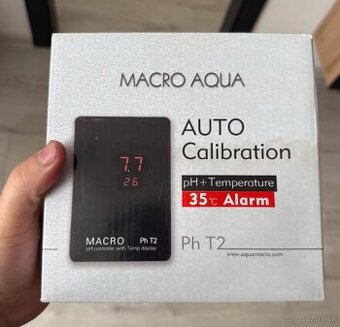 MACRO AQUA
AUTO
Calibration
pH+Temperature
35℃ Alarm
Ph T2
www.aquamacro.com
7.7
26
MACRO Ph T2
pH controller with Temp display